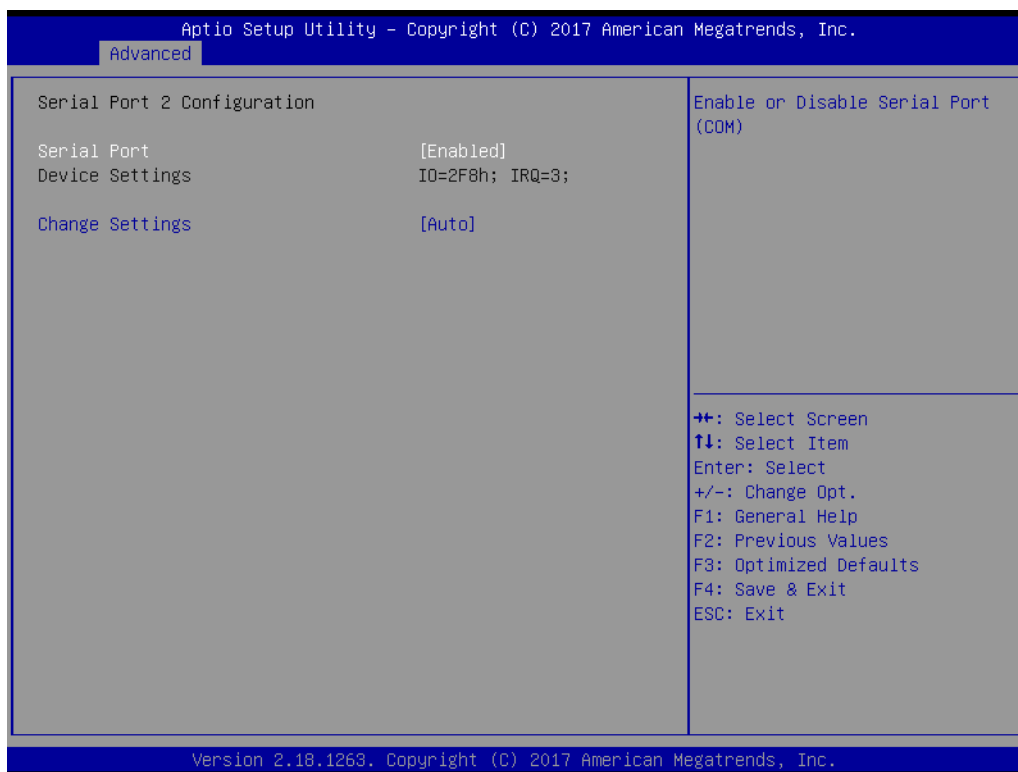 Aptio Setup Utility – Copyright (C) 2017 American Megatrends, Inc.
Advanced
Serial Port 2 Configuration
Serial Port [Enabled]
Device Settings IO=2F8h; IRQ=3;
Change Settings [Auto]
Enable or Disable Serial Port
(COM)
→←: Select Screen
↑↓: Select Item
Enter: Select
+/-: Change Opt.
F1: General Help
F2: Previous Values
F3: Optimized Defaults
F4: Save & Exit
ESC: Exit
Version 2.18.1263. Copyright (C) 2017 American Megatrends, Inc.